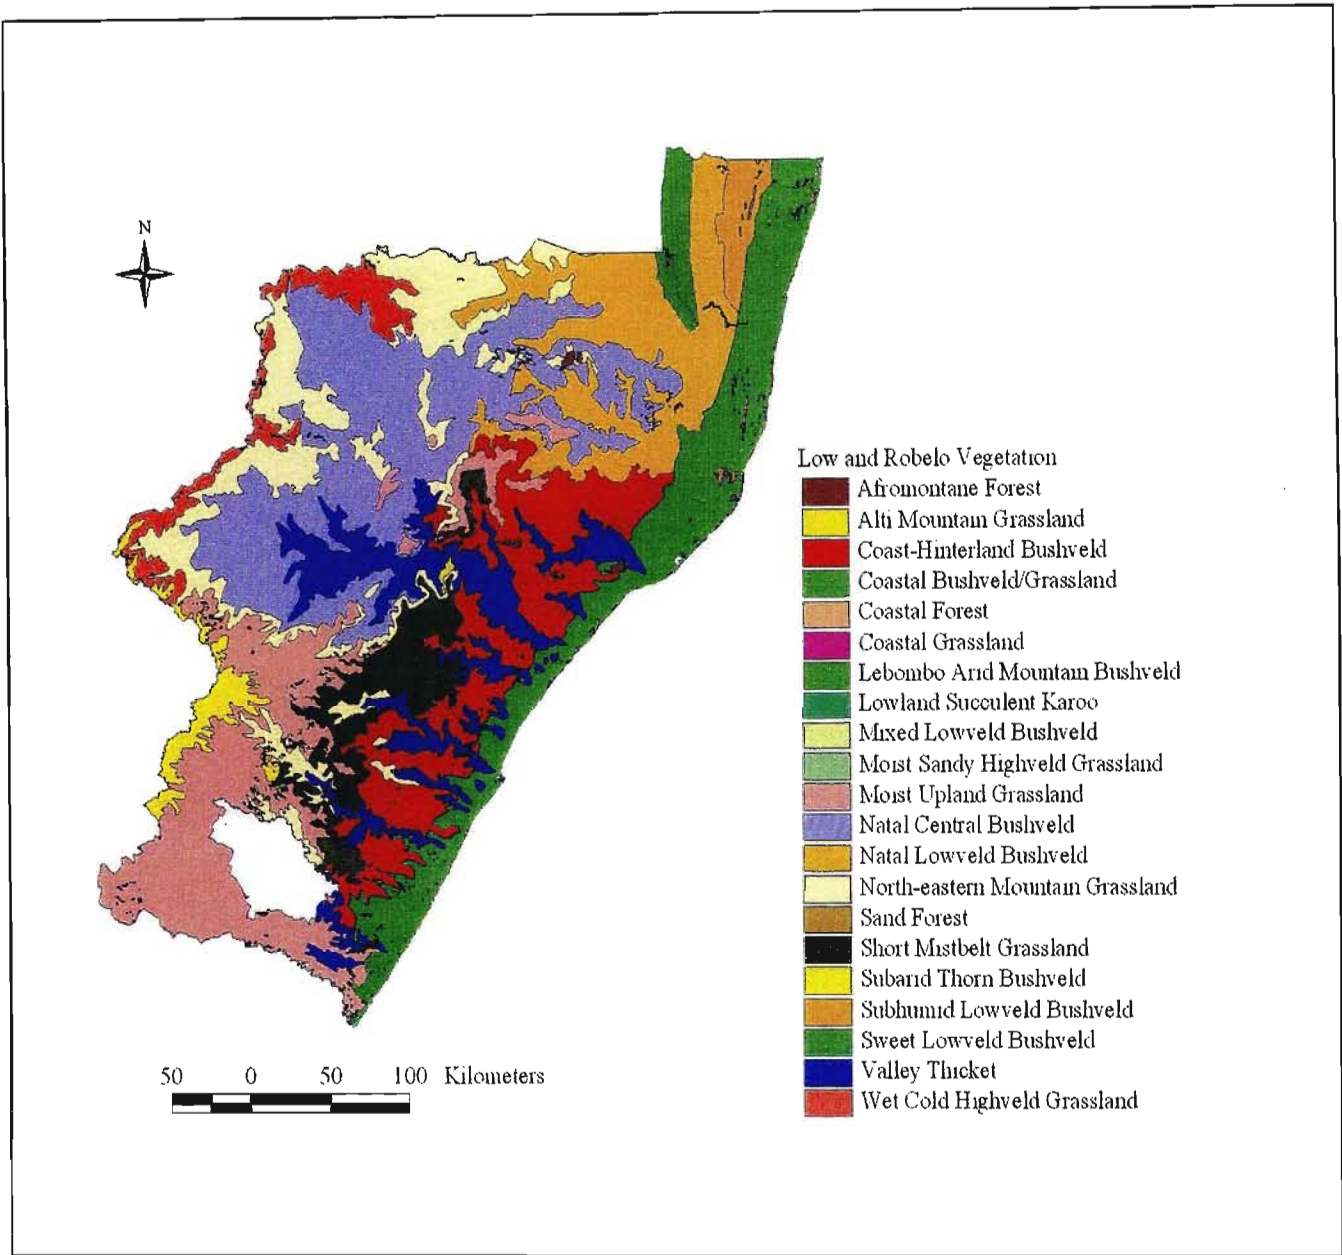 N
Low and Robelo Vegetation
Afromontane Forest
Alti Mountain Grassland
Coast-Hinterland Bushveld
Coastal Bushveld/Grassland
Coastal Forest
Coastal Grassland
Lebombo Arid Mountain Bushveld
Lowland Succulent Karoo
Mixed Lowveld Bushveld
Moist Sandy Highveld Grassland
Moist Upland Grassland
Natal Central Bushveld
Natal Lowveld Bushveld
North-eastern Mountain Grassland
Sand Forest
Short Mistbelt Grassland
Subarid Thorn Bushveld
Subhumid Lowveld Bushveld
Sweet Lowveld Bushveld
Valley Thicket
Wet Cold Highveld Grassland
50 0 50 100 Kilometers